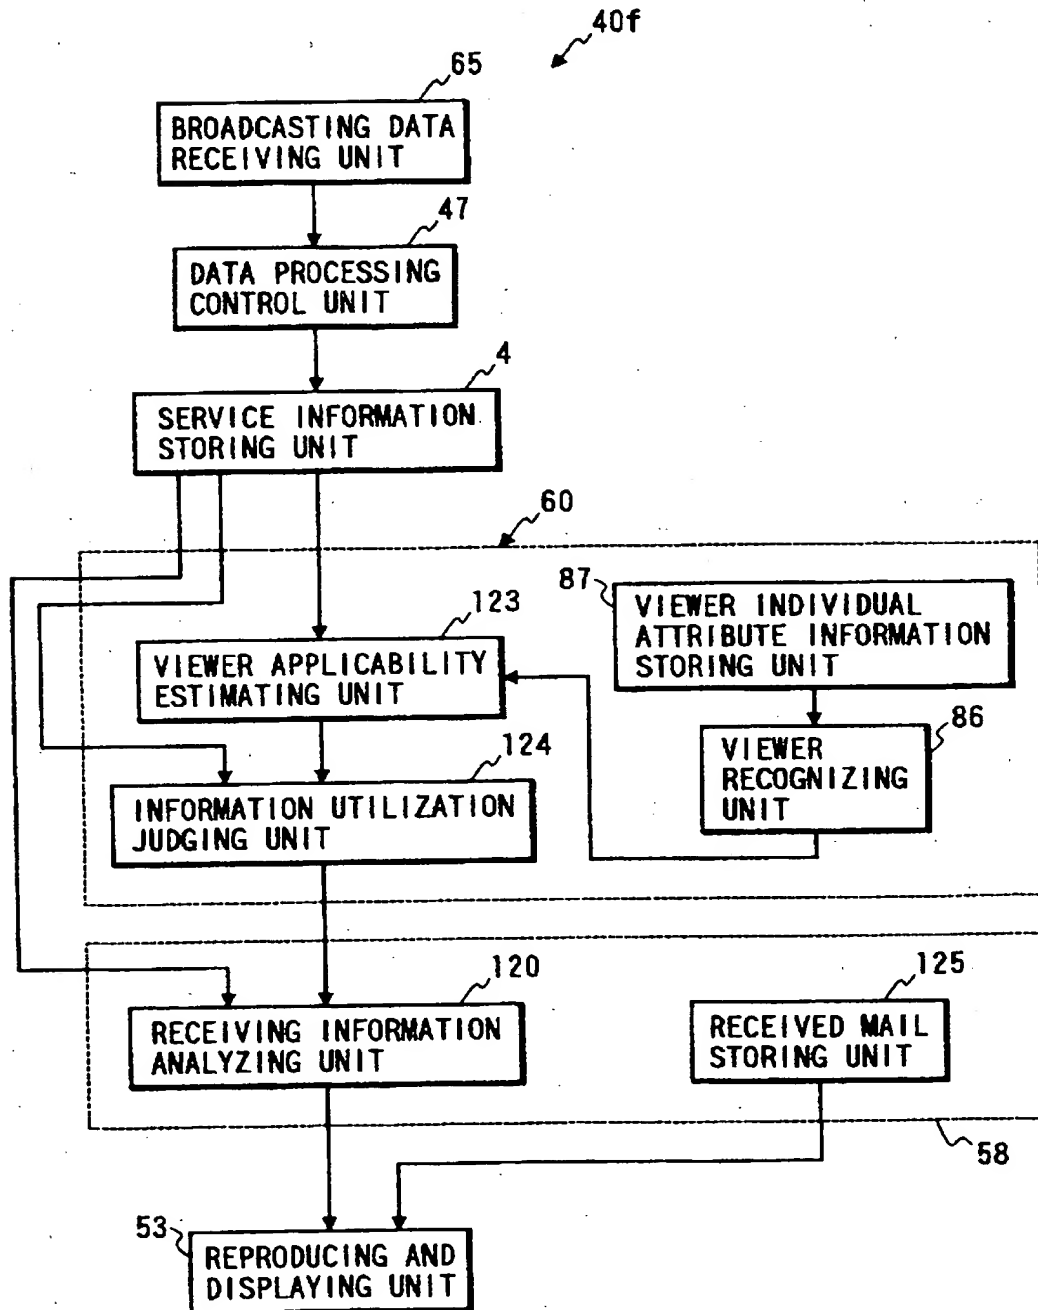 40f
65
BROADCASTING DATA
RECEIVING UNIT
47
DATA PROCESSING
CONTROL UNIT
4
SERVICE INFORMATION
STORING UNIT
60
87
VIEWER INDIVIDUAL
ATTRIBUTE INFORMATION
STORING UNIT
123
VIEWER APPLICABILITY
ESTIMATING UNIT
86
VIEWER
RECOGNIZING
UNIT
124
INFORMATION UTILIZATION
JUDGING UNIT
120
RECEIVING INFORMATION
ANALYZING UNIT
125
RECEIVED MAIL
STORING UNIT
58
53
REPRODUCING AND
DISPLAYING UNIT